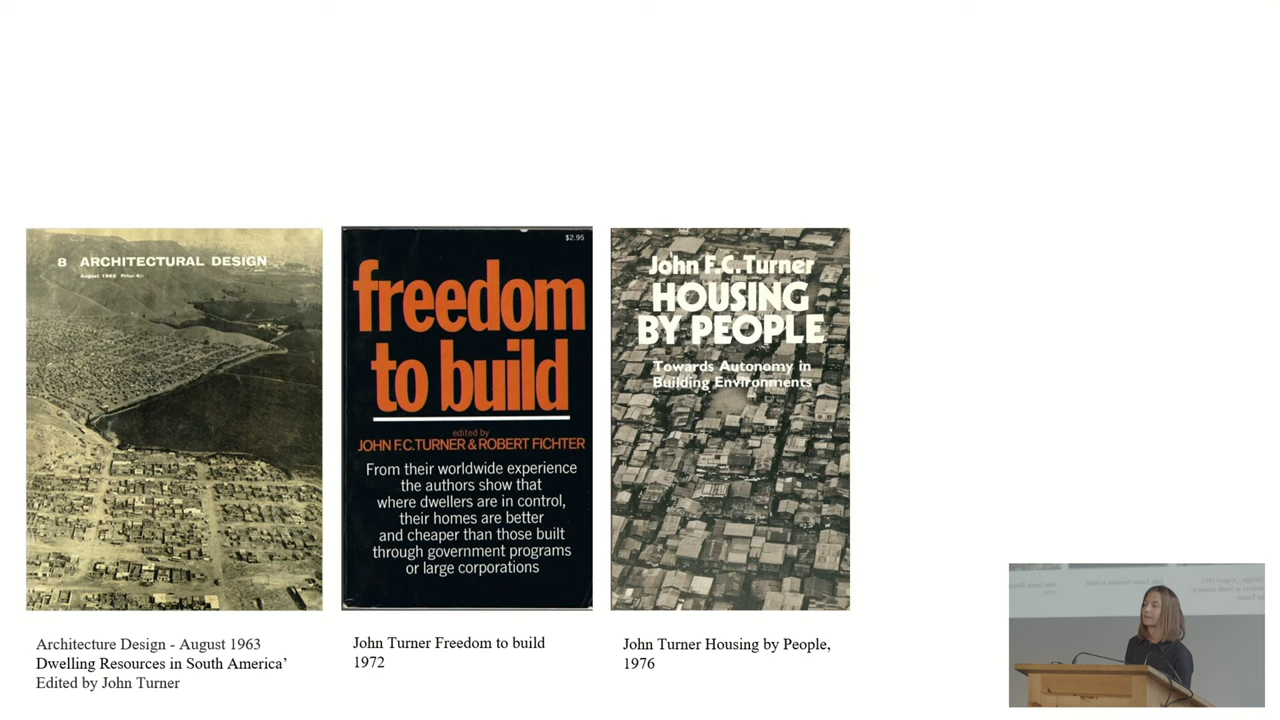 8 ARCHITECTURAL DESIGN
August 1963 Price 4/-
$2.95
freedom
to build
edited by
JOHN F.C. TURNER & ROBERT FICHTER
From their worldwide experience
the authors show that
where dwellers are in control,
their homes are better
and cheaper than those built
through government programs
or large corporations
John F.C. Turner
HOUSING
BY PEOPLE
Towards Autonomy in
Building Environments
Architecture Design - August 1963
Dwelling Resources in South America’
Edited by John Turner
John Turner Freedom to build
1972
John Turner Housing by People,
1976